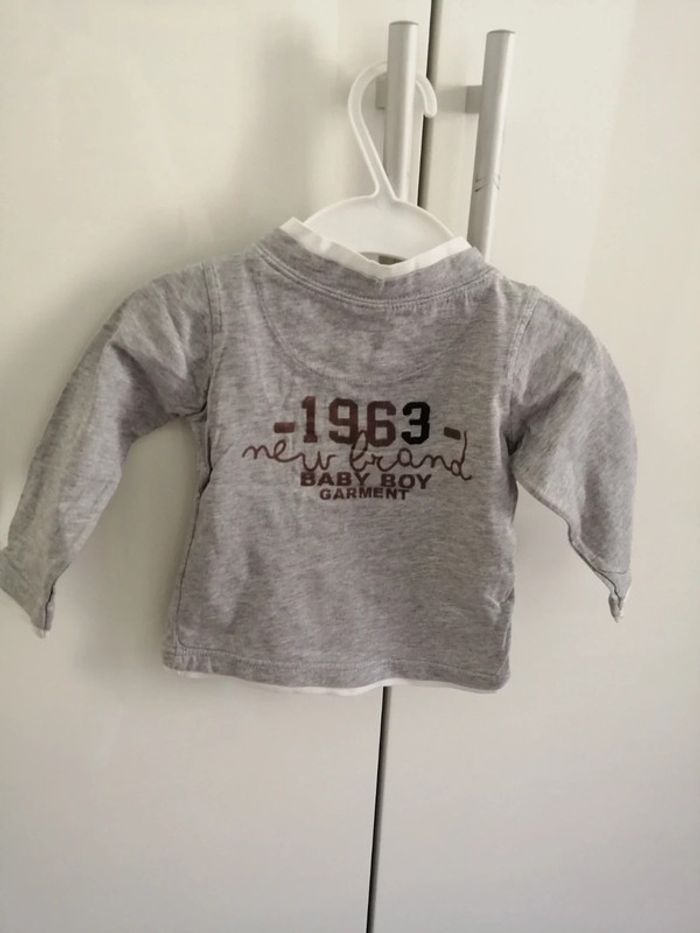 -1963-
new brand
BABY BOY
GARMENT